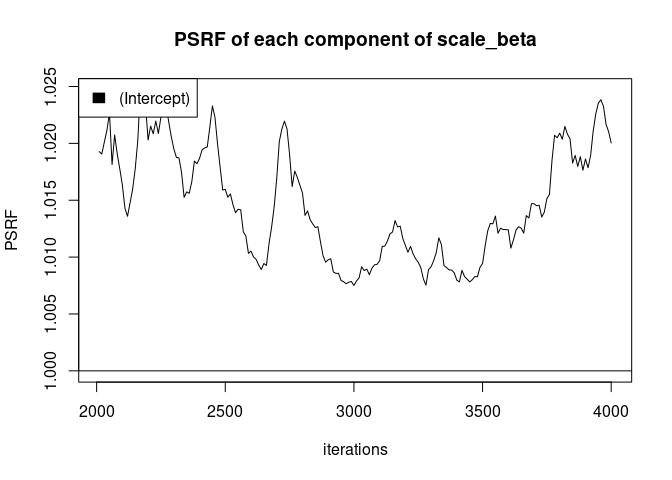 PSRF of each component of scale_beta
(Intercept)
PSRF
1.025
1.020
1.015
1.010
1.005
1.000
2000 2500 3000 3500 4000
iterations